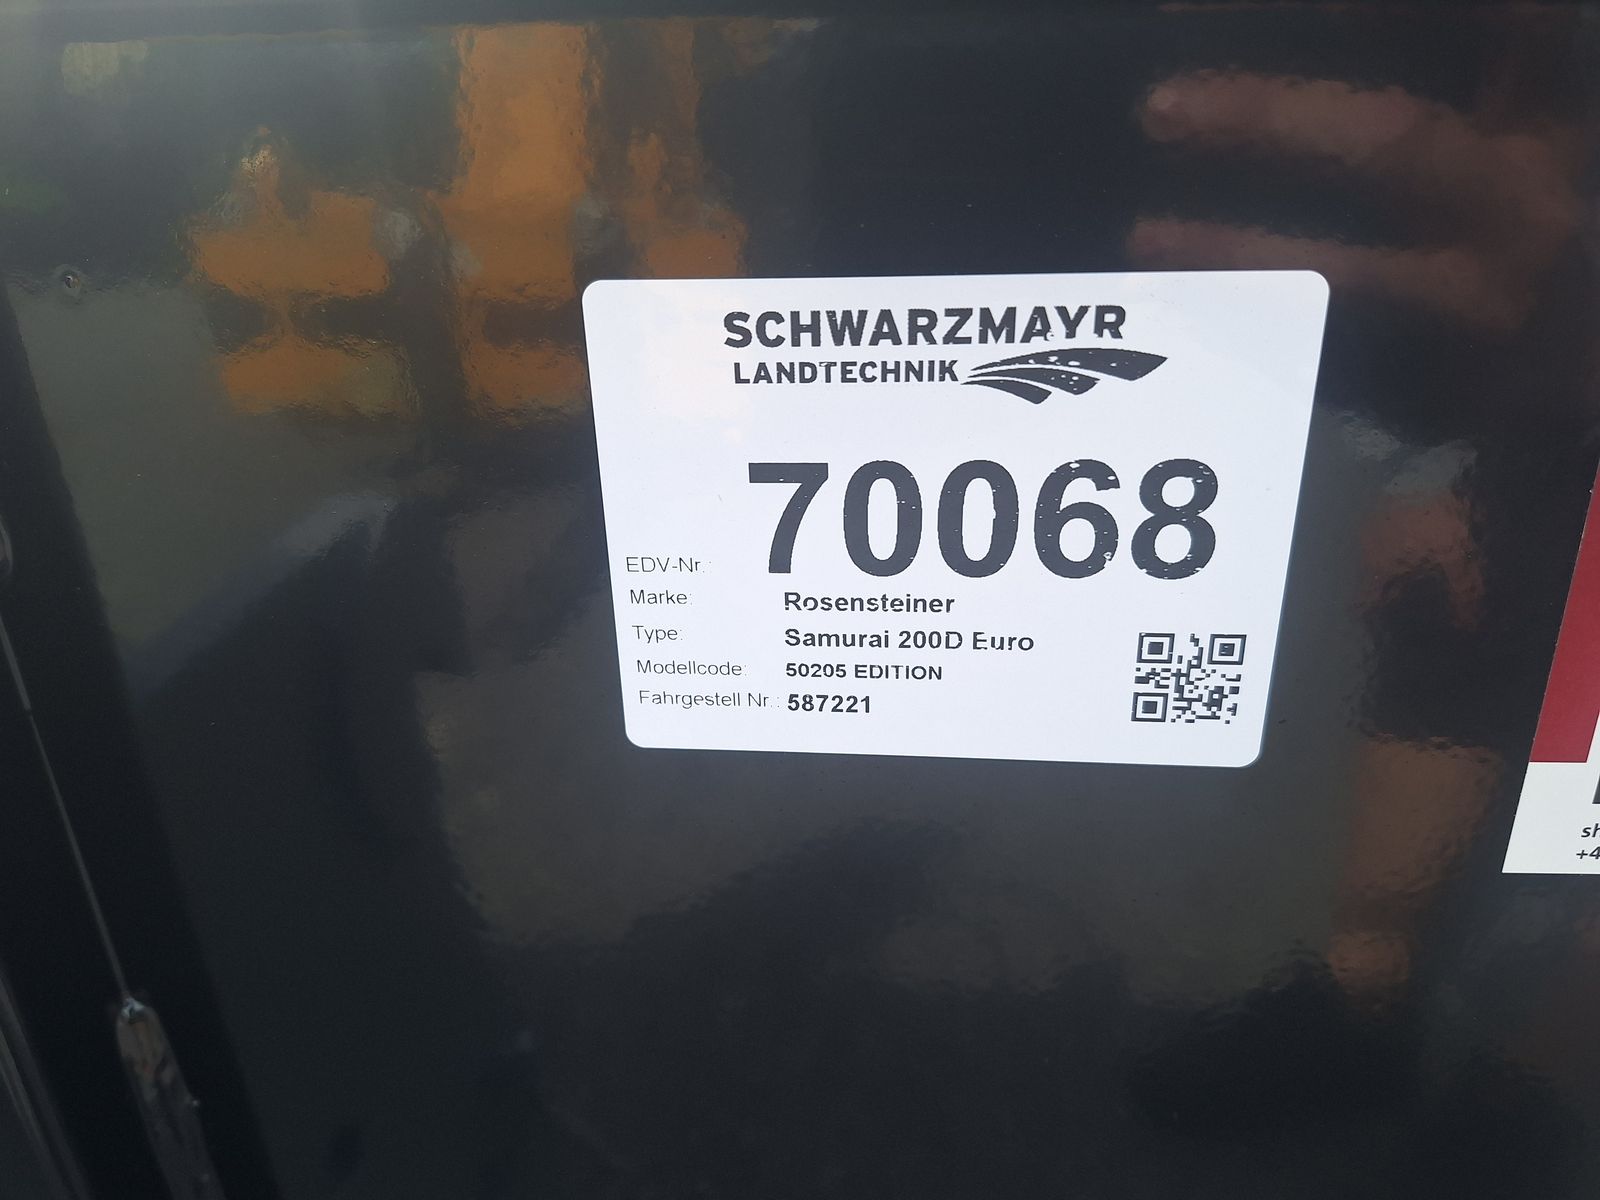 SCHWARZMAYR
LANDTECHNIK
EDV-Nr.: 70068
Marke: Rosensteiner
Type: Samurai 200D Euro
Modellcode: 50205 EDITION
Fahrgestell Nr.: 587221